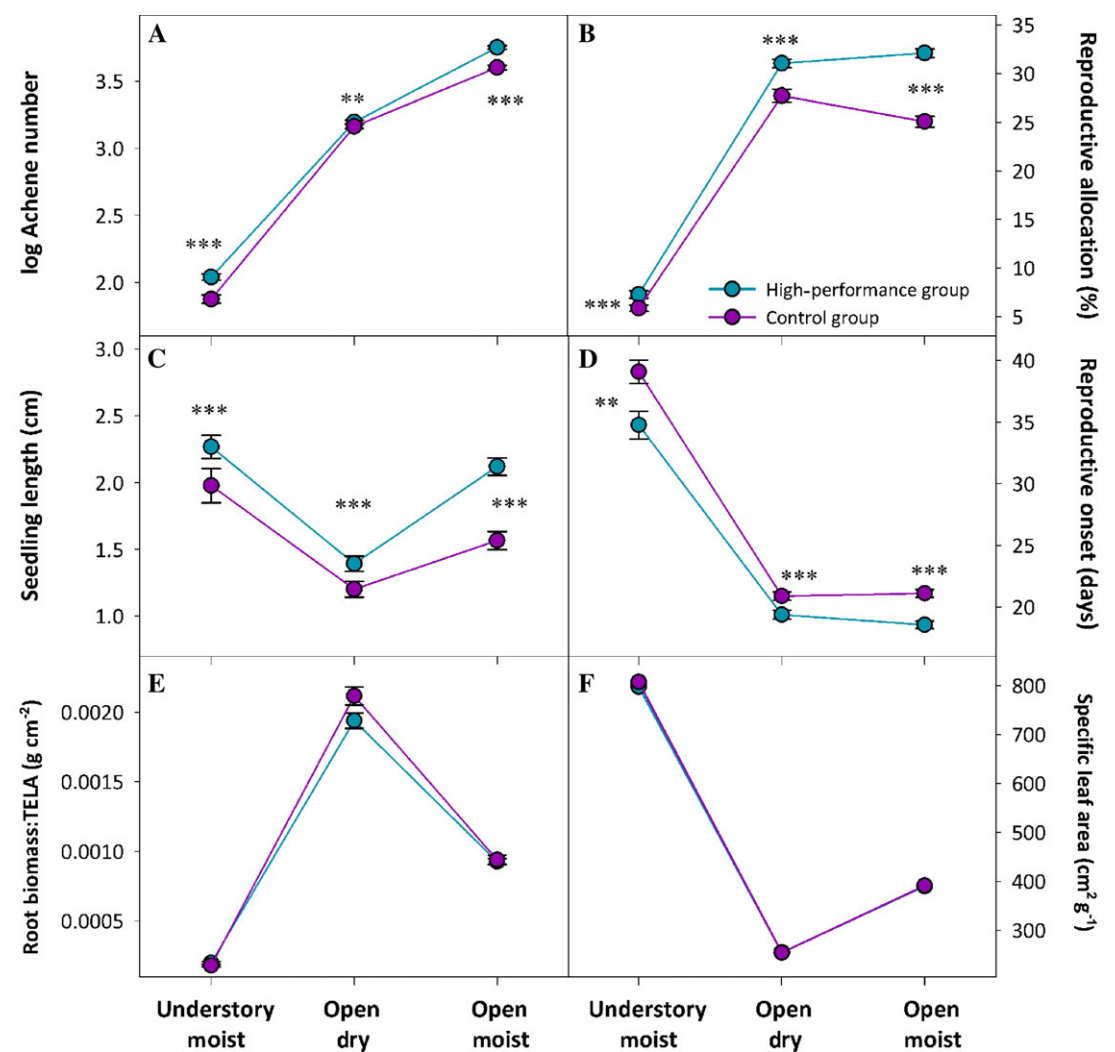 A
B
log Achene number
3.5
3.0
2.5
2.0
***
**
***
***
***
***
Reproductive allocation (%)
35
30
25
20
15
10
5
High-performance group
Control group
C
D
Seedling length (cm)
3.0
2.5
2.0
1.5
1.0
***
***
***
**
***
***
Reproductive onset (days)
40
35
30
25
20
E
F
Root biomass:TELA (g cm⁻²)
0.0020
0.0015
0.0010
0.0005
Specific leaf area (cm² g⁻¹)
800
700
600
500
400
300
Understory
moist
Open
dry
Open
moist
Understory
moist
Open
dry
Open
moist